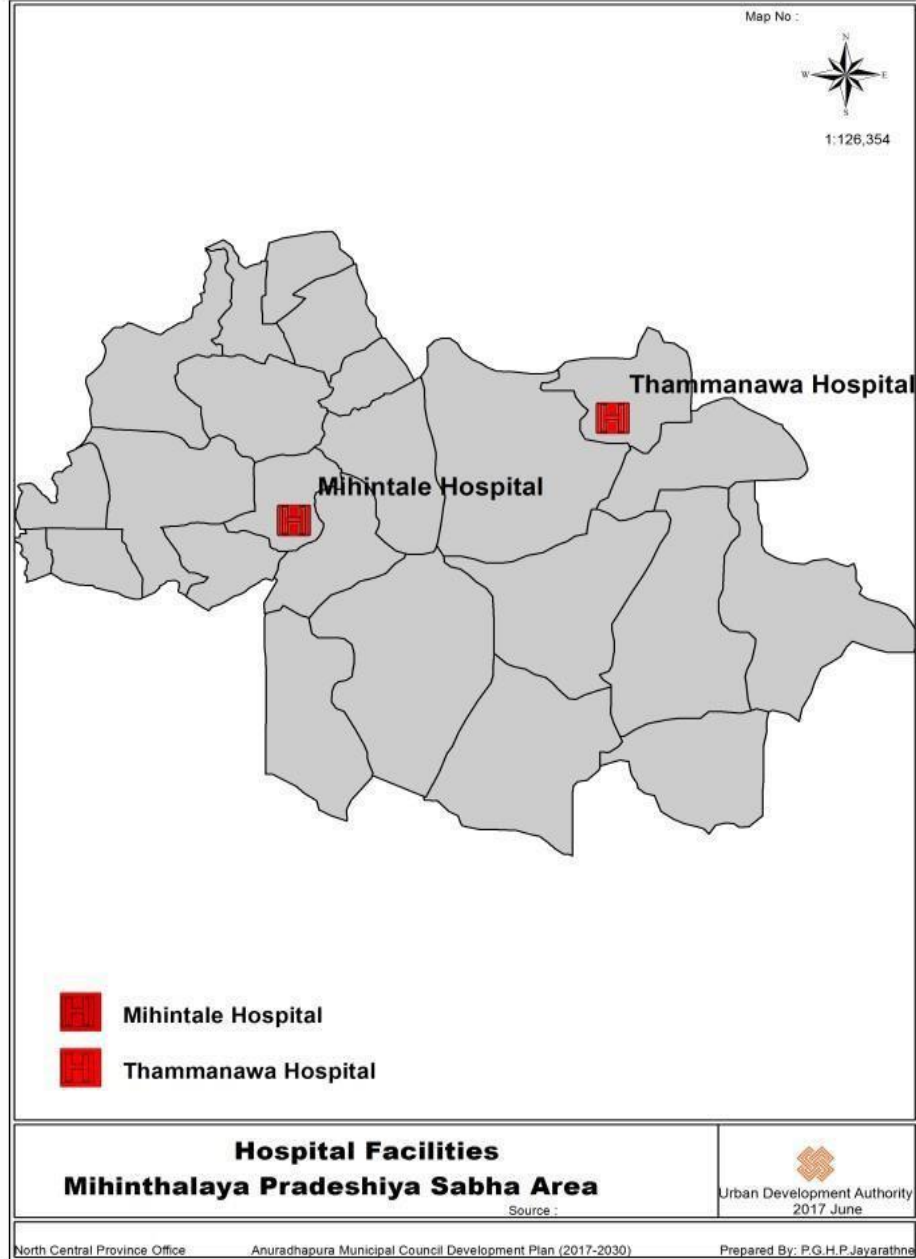 Map No :
N
W
E
S
1:126,354
Thammanawa Hospital
H
Mihintale Hospital
H
H
Mihintale Hospital
H
Thammanawa Hospital
Hospital Facilities
Mihinthalaya Pradeshiya Sabha Area
Source :
Urban Development Authority
2017 June
North Central Province Office
Anuradhapura Municipal Council Development Plan (2017-2030)
Prepared By: P.G.H.P.Jayarathne